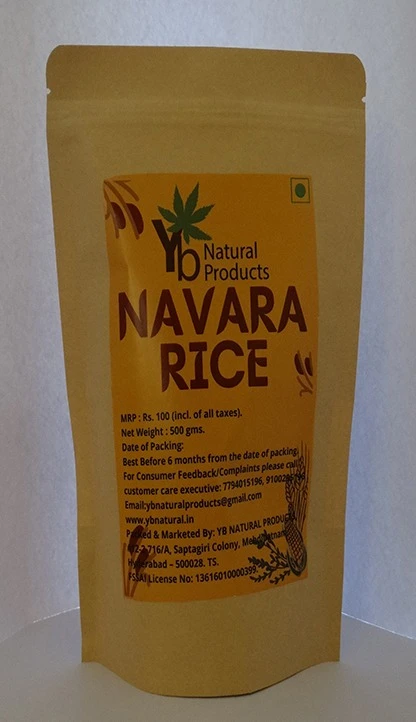 Yb Natural
Products
NAVARA
RICE
MRP : Rs. 100 (incl. of all taxes).
Net Weight : 500 gms.
Date of Packing:
Best Before 6 months from the date of packing,
For Consumer Feedback/Complaints please call
customer care executive: 7794015196,
Email:ybnaturalproducts@gmail.com
www.ybnatural.in
Packed & Marketed By: YB NATURAL PRODUCTS
Saptagiri Colony,
Hyderabad – 500028. TS.
FSSAI License No: 13616010000399